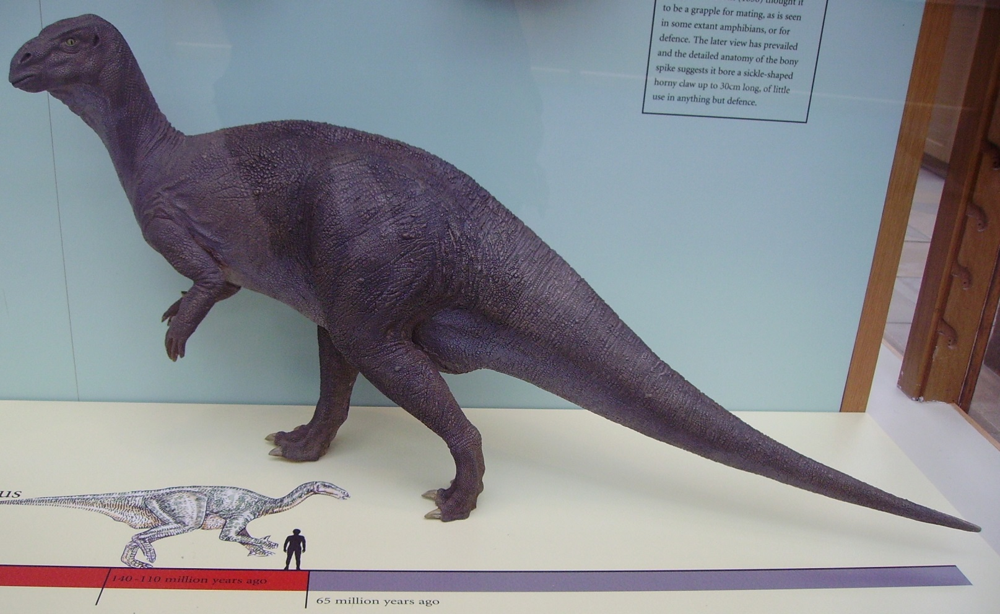 thought it
to be a grapple for mating, as is seen
in some extant amphibians, or for
defence. The later view has prevailed
and the detailed anatomy of the bony
spike suggests it bore a sickle-shaped
horny claw up to 30cm long, of little
use in anything but defence.
us
140-110 million years ago
65 million years ago